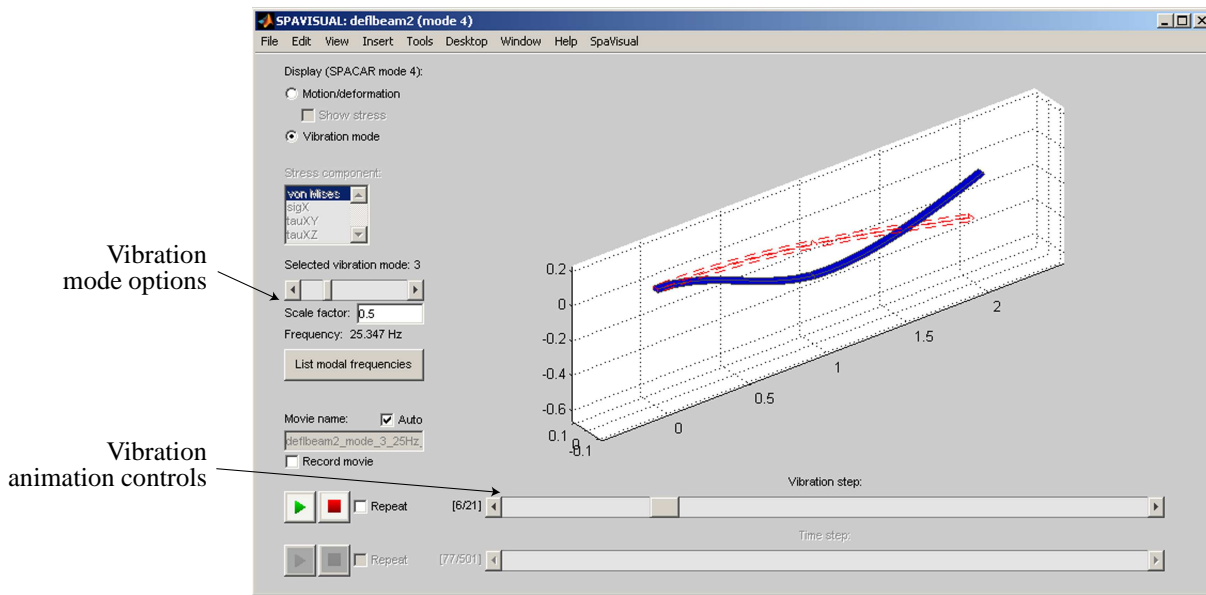 SPAVISUAL: deflbeam2 (mode 4)
File Edit View Insert Tools Desktop Window Help SpaVisual
Display (SPACAR mode 4):
Motion/deformation
Show stress
Vibration mode
Stress component:
von Mises
sigX
tauXY
tauXZ
Vibration
mode options
Selected vibration mode: 3
Scale factor: 0.5
Frequency: 25.347 Hz
List modal frequencies
Movie name: Auto
deflbeam2_mode_3_25Hz_
Record movie
Vibration
animation controls
Repeat [6/21]
Vibration step:
Repeat [77/501]
Time step:
0.2
0
-0.2
-0.4
-0.6
0.1
0
-0.1
0
0.5
1
1.5
2